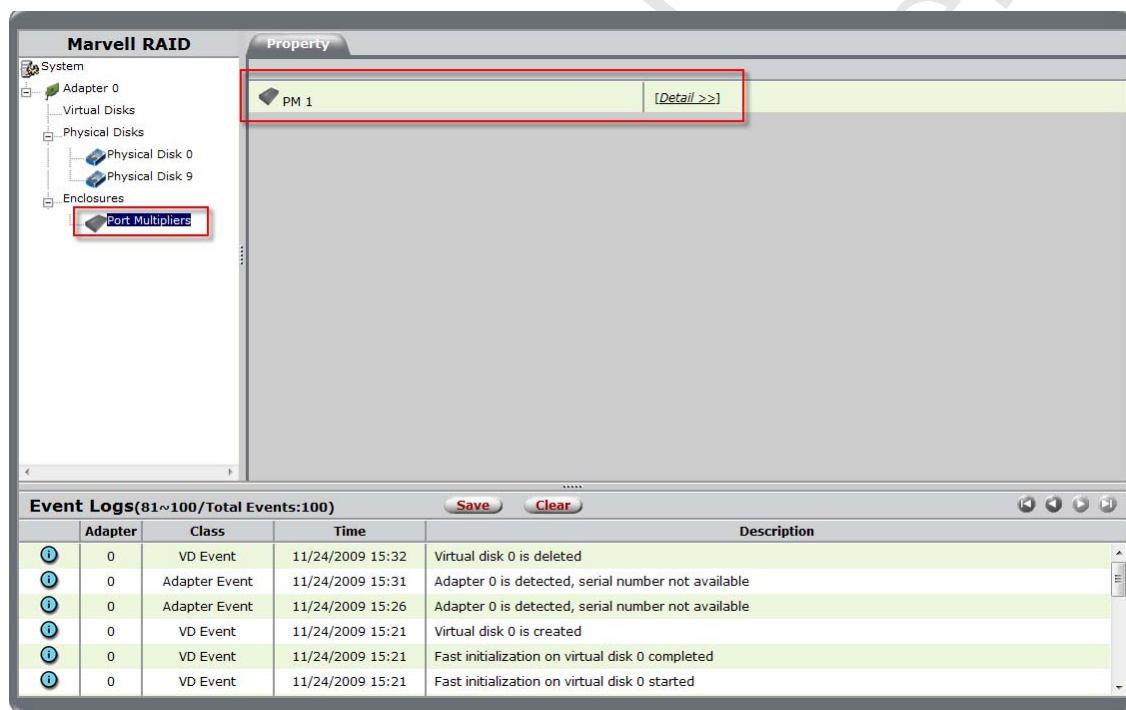 Marvell RAID
Property
System
Adapter 0
Virtual Disks
Physical Disks
Physical Disk 0
Physical Disk 9
Enclosures
Port Multipliers
PM 1 [Detail >>]
Event Logs(81~100/Total Events:100) Save Clear
Adapter Class Time Description
0 VD Event 11/24/2009 15:32 Virtual disk 0 is deleted
0 Adapter Event 11/24/2009 15:31 Adapter 0 is detected, serial number not available
0 Adapter Event 11/24/2009 15:26 Adapter 0 is detected, serial number not available
0 VD Event 11/24/2009 15:21 Virtual disk 0 is created
0 VD Event 11/24/2009 15:21 Fast initialization on virtual disk 0 completed
0 VD Event 11/24/2009 15:21 Fast initialization on virtual disk 0 started